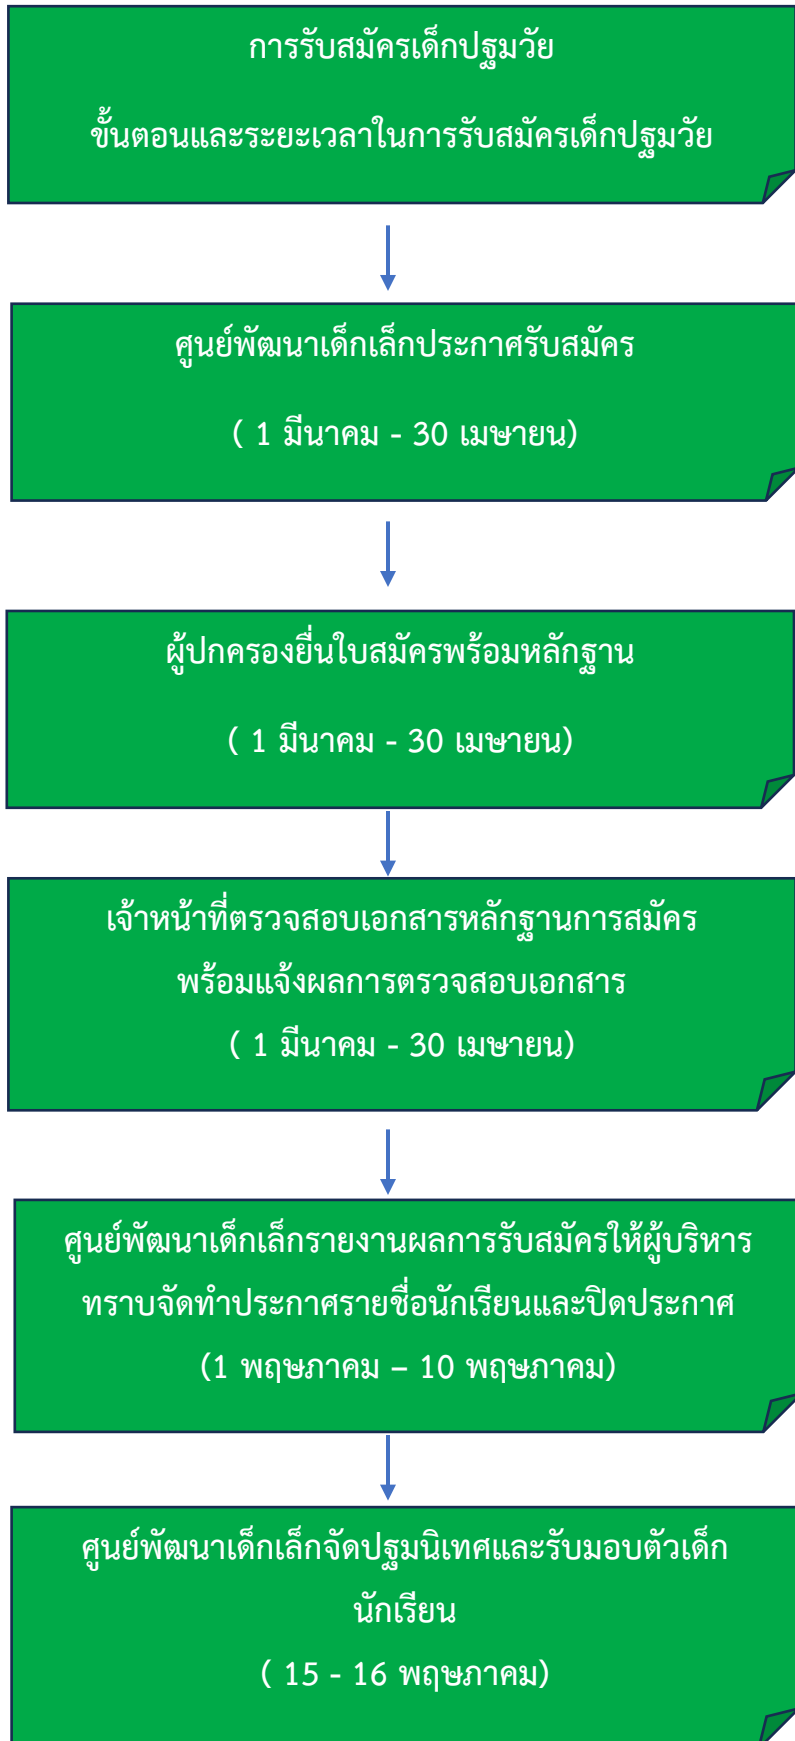 การรับสมัครเด็กปฐมวัย
ขั้นตอนและระยะเวลาในการรับสมัครเด็กปฐมวัย
ศูนย์พัฒนาเด็กเล็กประกาศรับสมัคร
( 1 มีนาคม - 30 เมษายน)
ผู้ปกครองยื่นใบสมัครพร้อมหลักฐาน
( 1 มีนาคม - 30 เมษายน)
เจ้าหน้าที่ตรวจสอบเอกสารหลักฐานการสมัคร
พร้อมแจ้งผลการตรวจสอบเอกสาร
( 1 มีนาคม - 30 เมษายน)
ศูนย์พัฒนาเด็กเล็กรายงานผลการรับสมัครให้ผู้บริหาร
ทราบจัดทำประกาศรายชื่อนักเรียนและปิดประกาศ
(1 พฤษภาคม – 10 พฤษภาคม)
ศูนย์พัฒนาเด็กเล็กจัดปฐมนิเทศและรับมอบตัวเด็ก
นักเรียน
( 15 - 16 พฤษภาคม)